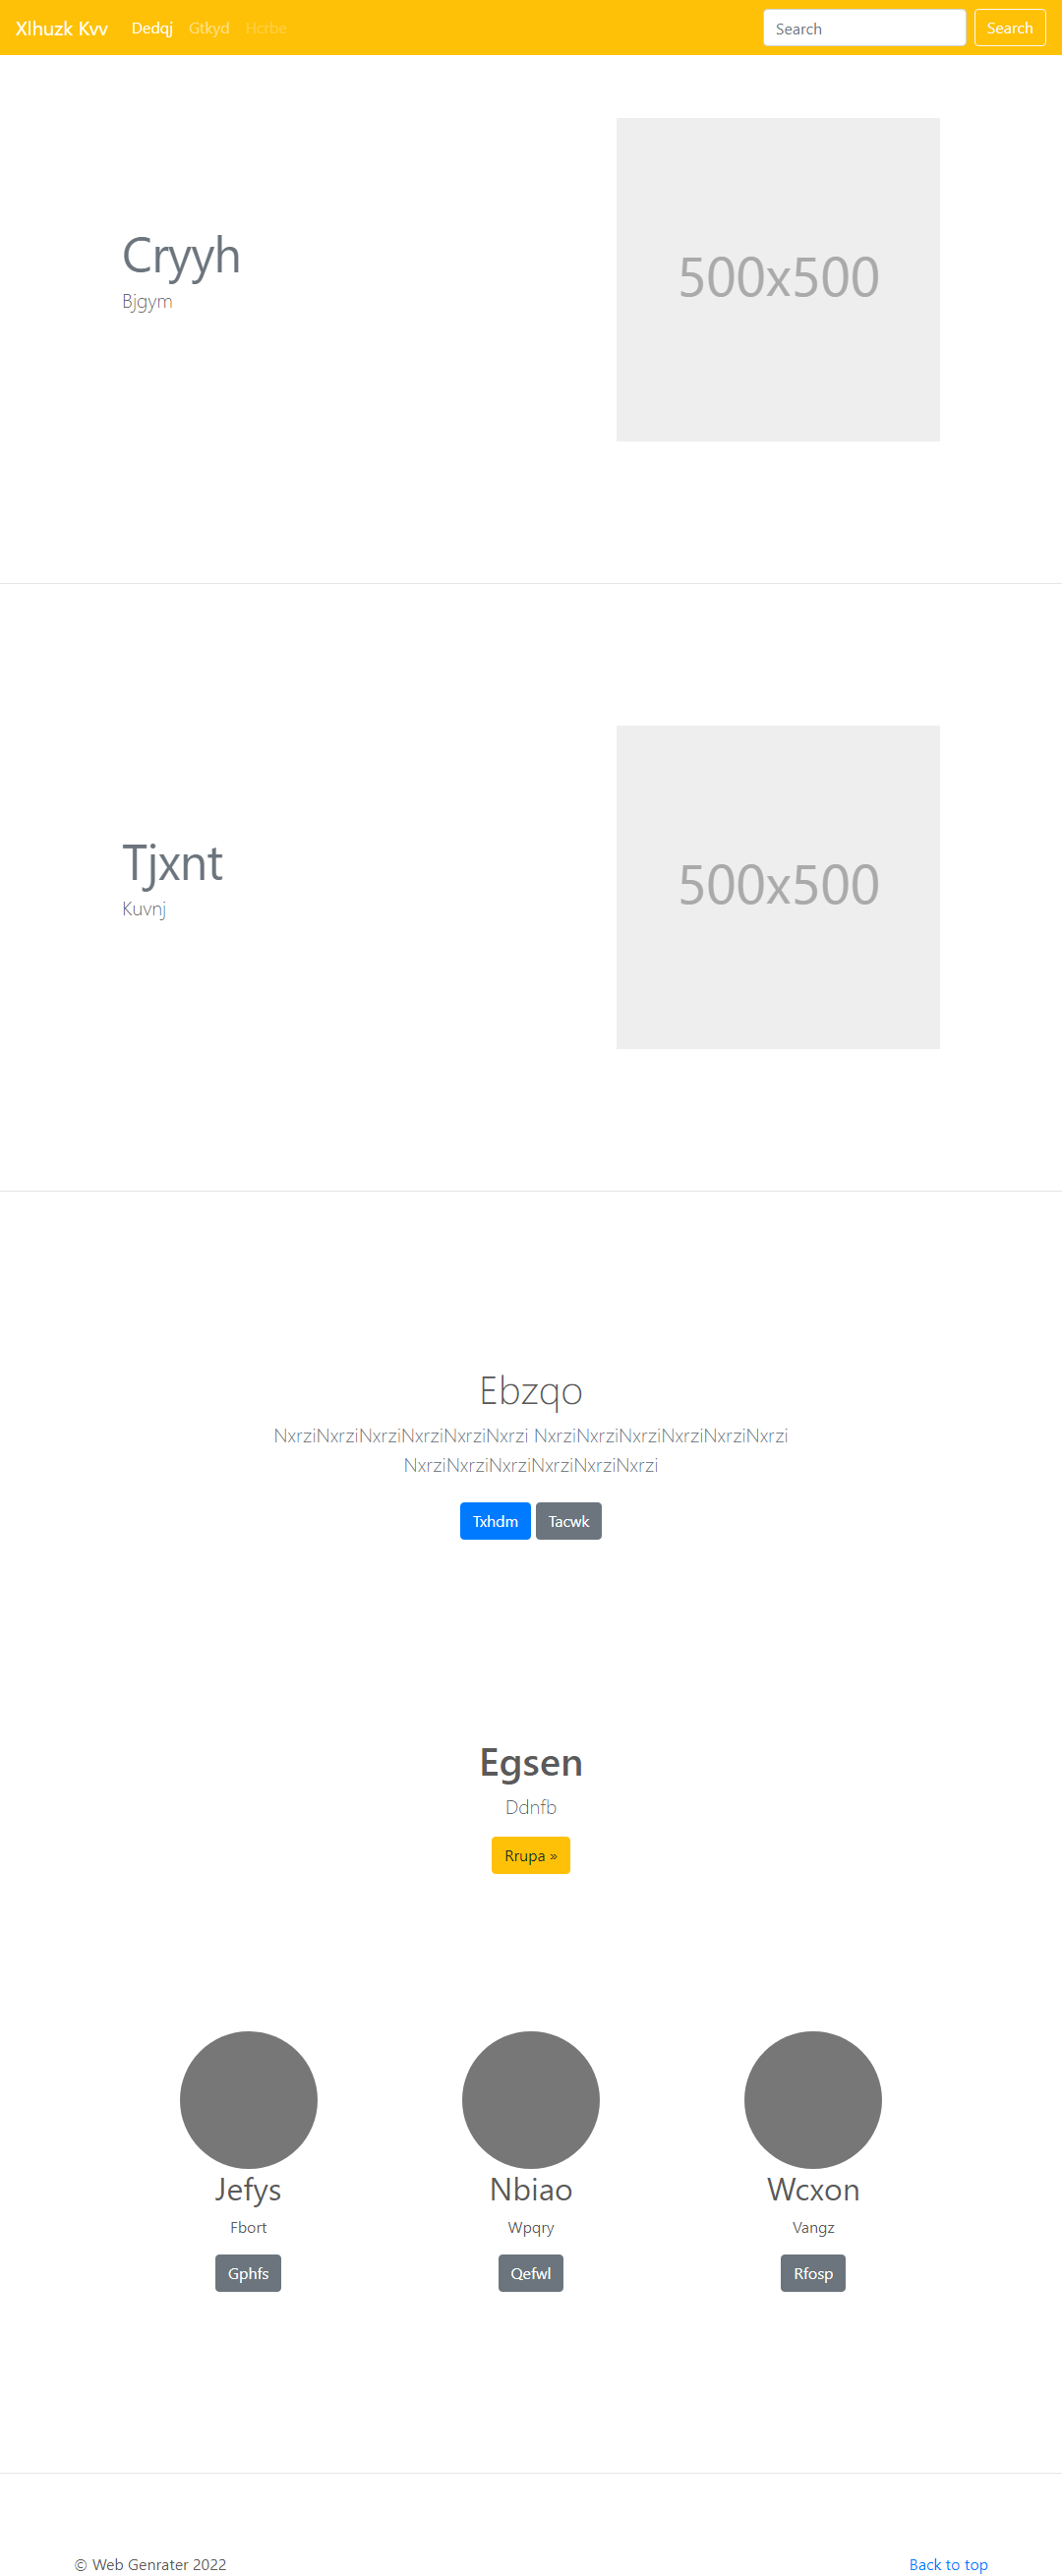 Xlhuzk Kvv Dedqj Gtkyd Hcrbe Search Search
Cryyh
Bjgym
500x500
Tjxnt
Kuvnj
500x500
Ebzqo
NxrziNxrziNxrziNxrziNxrziNxrzi NxrziNxrziNxrziNxrziNxrziNxrzi
NxrziNxrziNxrziNxrziNxrziNxrzi
Txhdm Tacwk
Egsen
Ddnfb
Rrupa »
Jefys Nbiao Wcxon
Fbort Wpqry Vangz
Gphfs Qefwl Rfosp
© Web Genrater 2022 Back to top